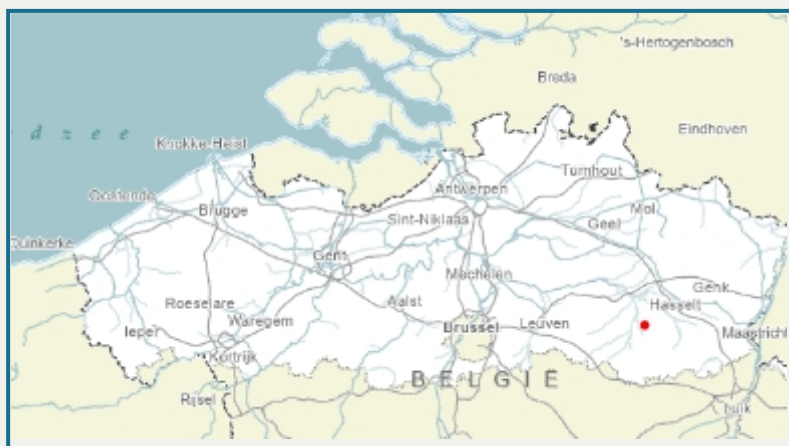 's-Hertogenbosch
Breda
Eindhoven
d z e e
Knokke-Heist
Turnhout
Antwerpen
Oostende
Brugge
Sint-Niklaas
Geel
Mol
Duinkerke
Gent
Mechelen
Genk
Roeselare
Aalst
Hasselt
Ieper
Waregem
Brussel
Leuven
Maastricht
Kortrijk
BELGIË
Rijsel
Luik